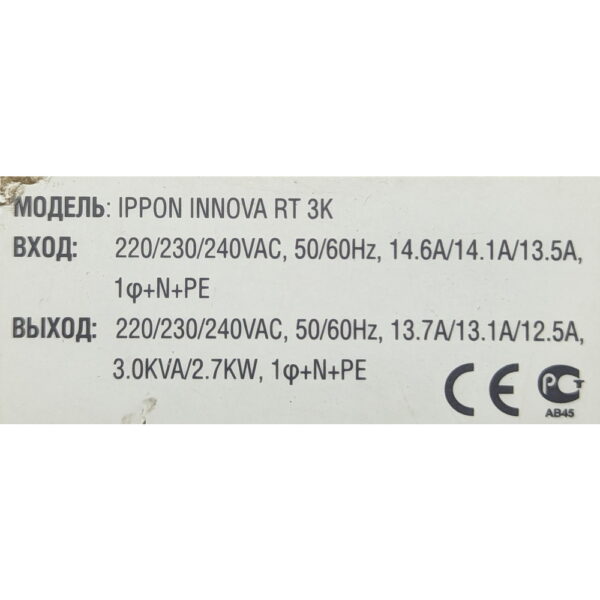 МОДЕЛЬ: IPPON INNOVA RT 3K
ВХОД: 220/230/240VAC, 50/60Hz, 14.6A/14.1A/13.5A,
1φ+N+PE
ВЫХОД: 220/230/240VAC, 50/60Hz, 13.7A/13.1A/12.5A,
3.0KVA/2.7KW, 1φ+N+PE
CE РСТ
АВ45